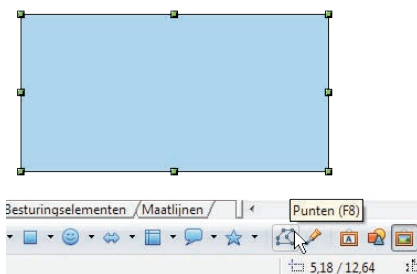 Besturingselementen / Maatlijnen /
Punten (F8)
5,18 / 12,64